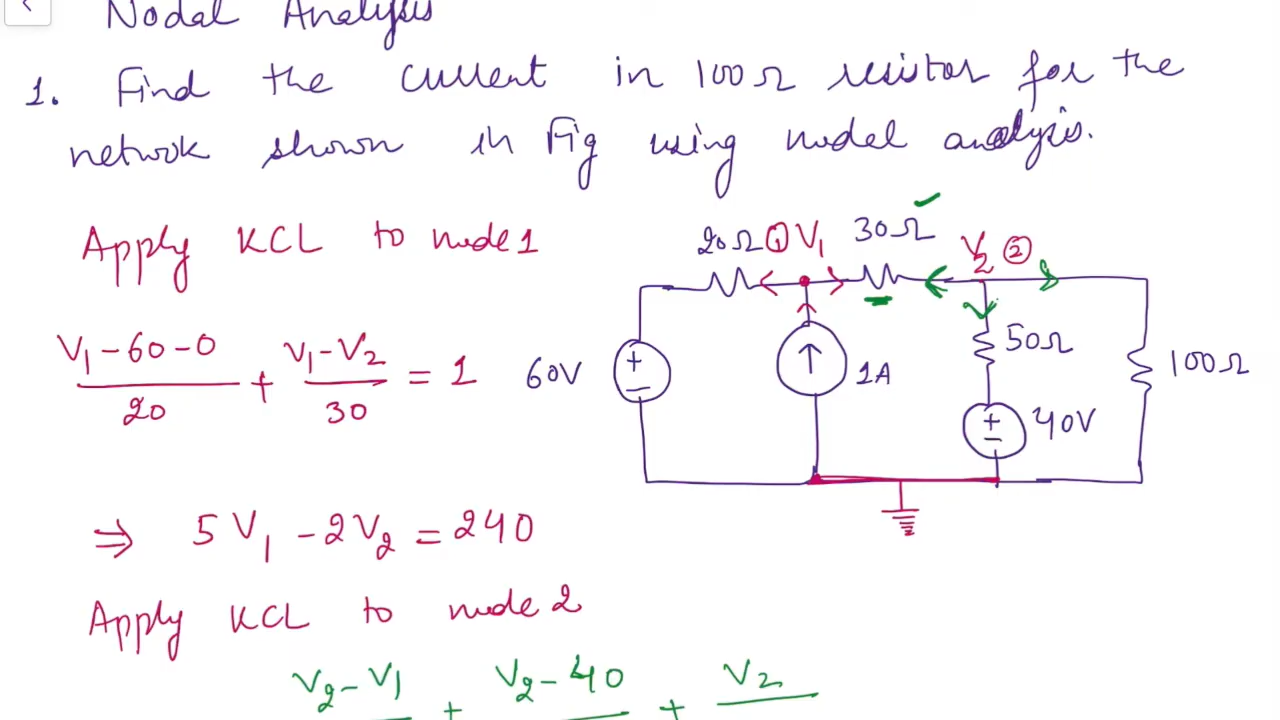 Nodal Analysis
1. Find the current in 100Ω resistor for the
network shown in Fig using nodal analysis.
Apply KCL to node 1
20Ω ① V₁ 30Ω V₂ ②
V₁ - 60 - 0 / 20 + V₁ - V₂ / 30 = 1
60V + - 1A 50Ω 100Ω
+ - 40V
⇒ 5V₁ - 2V₂ = 240
Apply KCL to node 2
V₂ - V₁ + V₂ - 40 + V₂